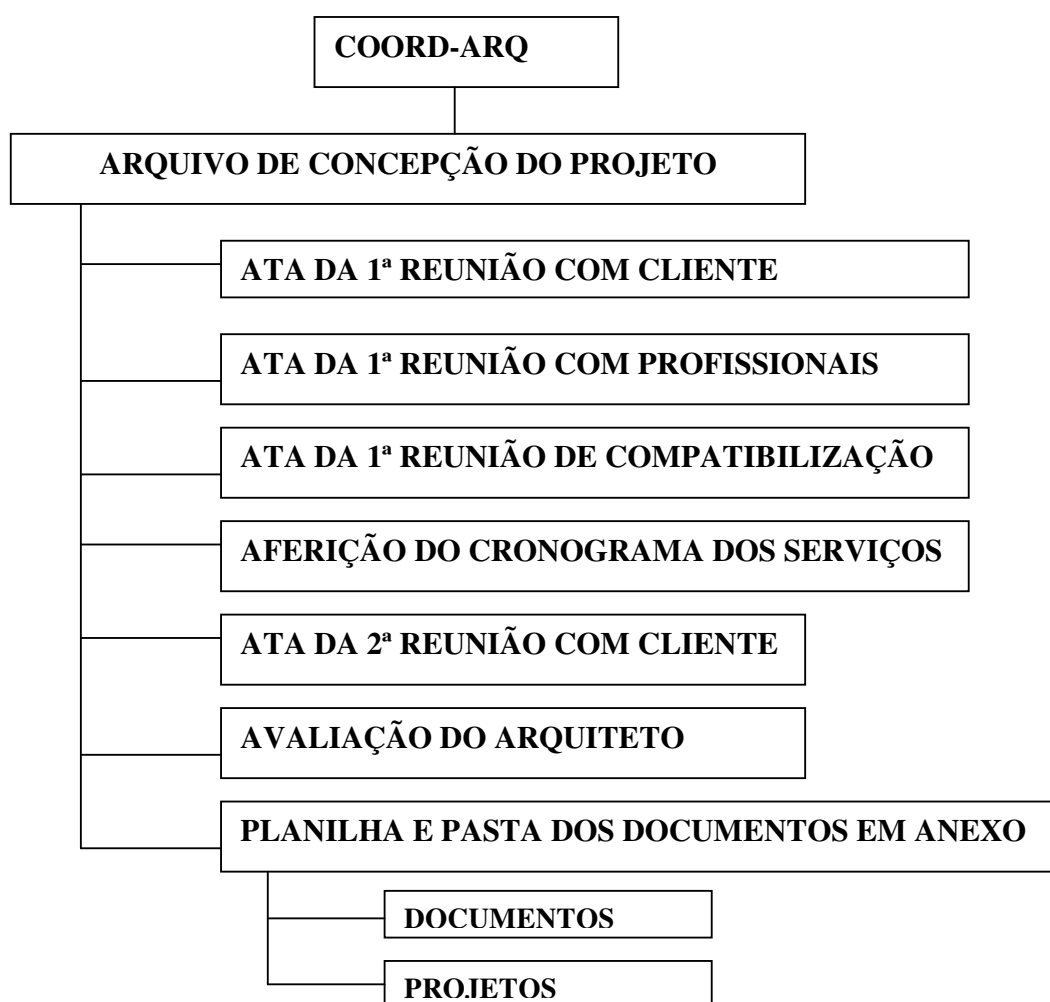 COORD-ARQ
ARQUIVO DE CONCEPÇÃO DO PROJETO
ATA DA 1ª REUNIÃO COM CLIENTE
ATA DA 1ª REUNIÃO COM PROFISSIONAIS
ATA DA 1ª REUNIÃO DE COMPATIBILIZAÇÃO
AFERIÇÃO DO CRONOGRAMA DOS SERVIÇOS
ATA DA 2ª REUNIÃO COM CLIENTE
AVALIAÇÃO DO ARQUITETO
PLANILHA E PASTA DOS DOCUMENTOS EM ANEXO
DOCUMENTOS
PROJETOS